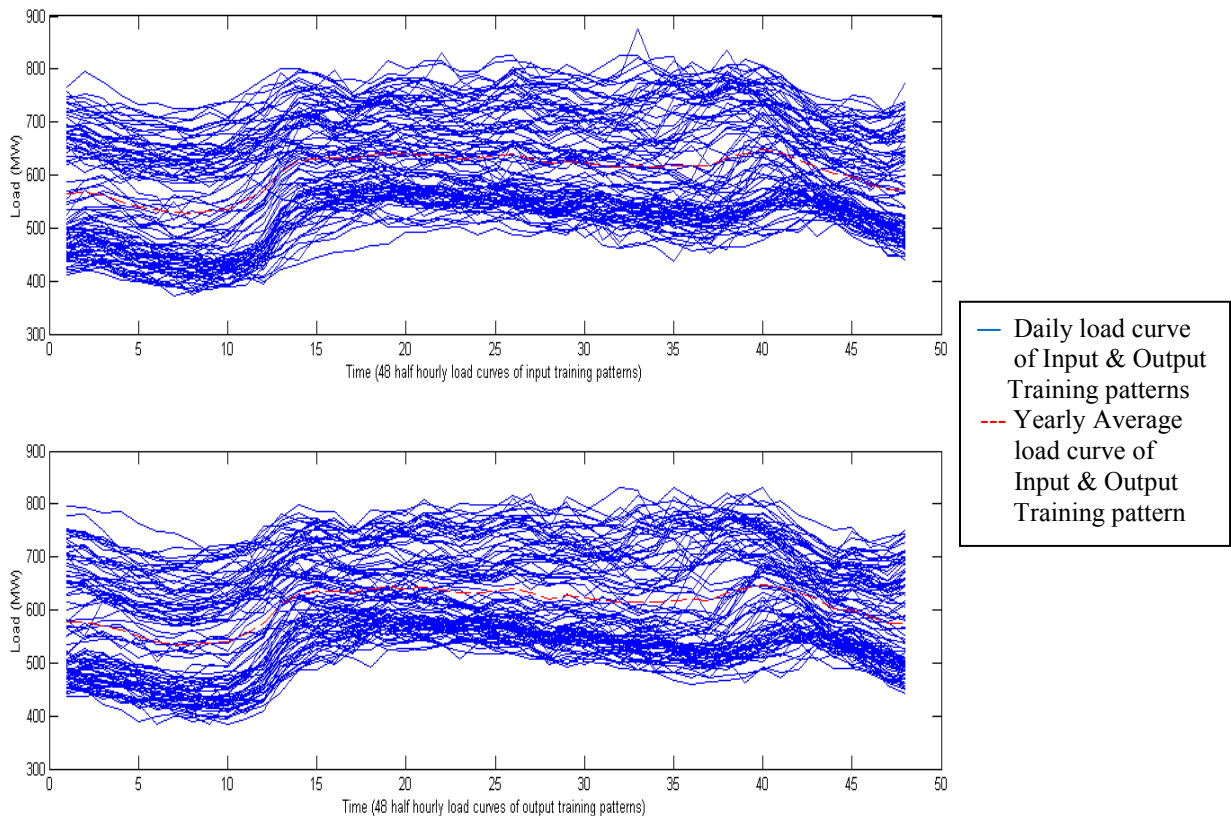 900
800
700
600
500
400
300
Load (MW)
0 5 10 15 20 25 30 35 40 45 50
Time (48 half hourly load curves of input training patterns)
Daily load curve
of Input & Output
Training patterns
Yearly Average
load curve of
Input & Output
Training pattern
900
800
700
600
500
400
300
Load (MW)
0 5 10 15 20 25 30 35 40 45 50
Time (48 half hourly load curves of output training patterns)